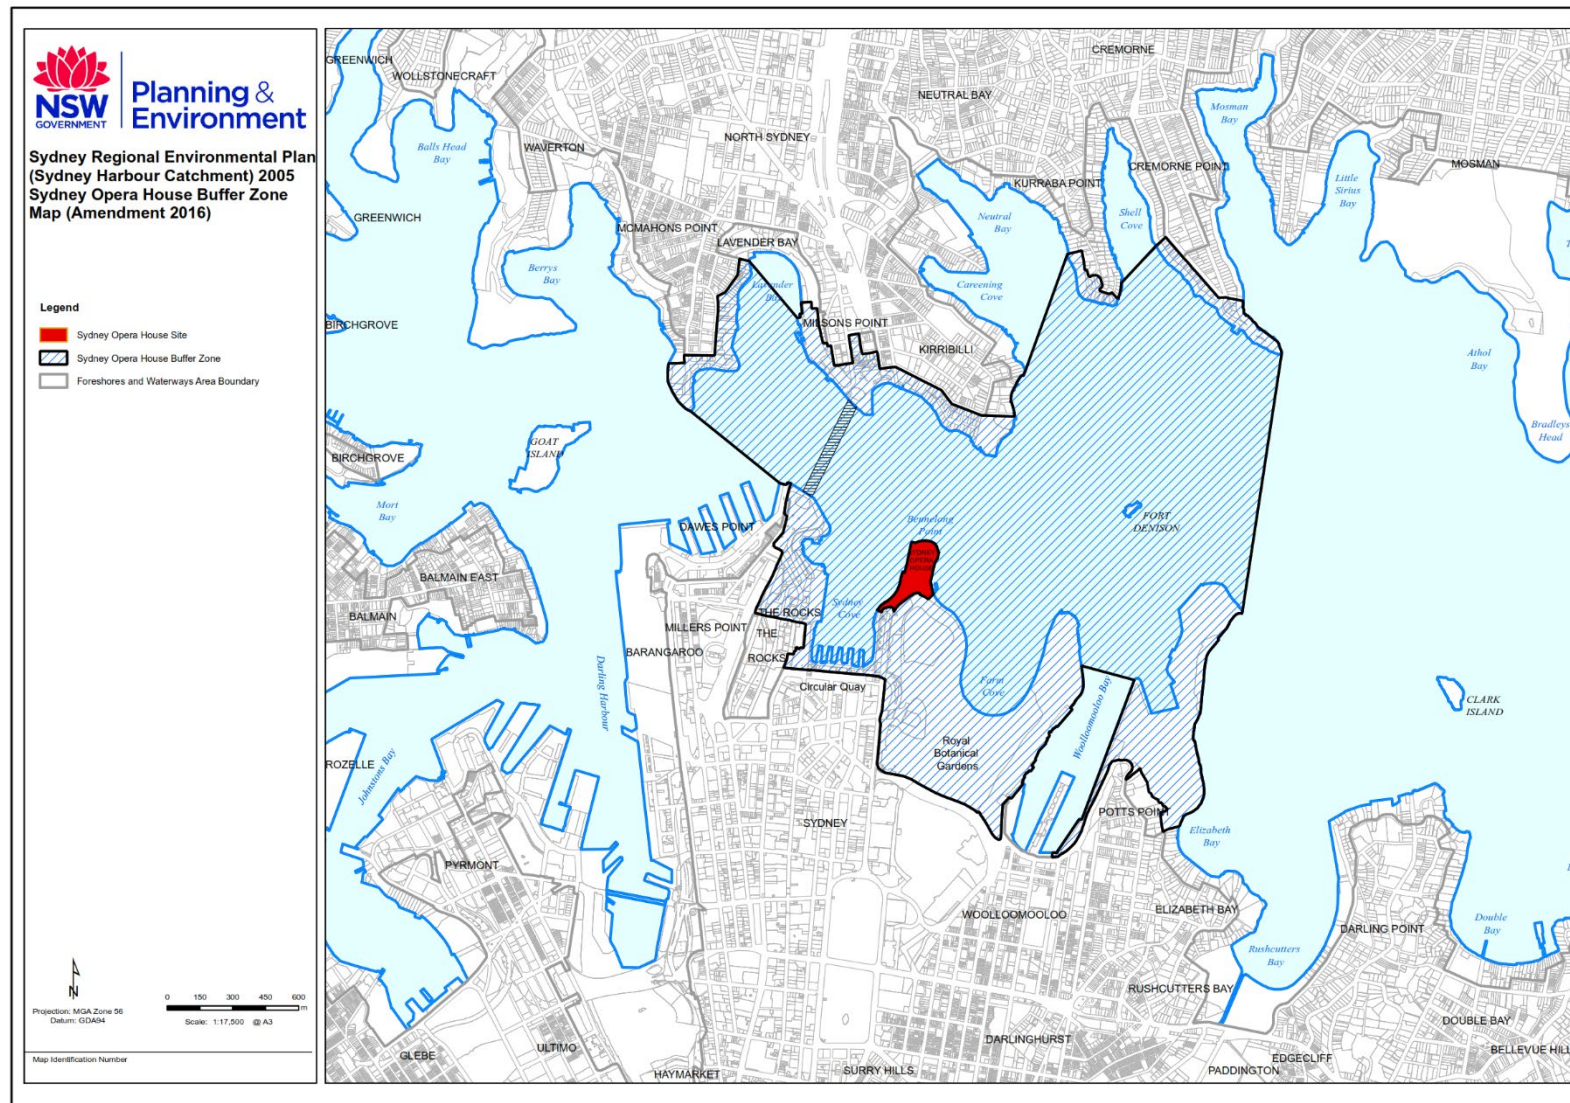 NSW
GOVERNMENT
Planning &
Environment
Sydney Regional Environmental Plan
(Sydney Harbour Catchment) 2005
Sydney Opera House Buffer Zone
Map (Amendment 2016)
Legend
Sydney Opera House Site
Sydney Opera House Buffer Zone
Foreshores and Waterways Area Boundary
N
Projection: MGA Zone 56
Datum: GDA94
0 150 300 450 600
m
Scale: 1:17,500 @ A3
Map Identification Number
GREENWICH
WOLLSTONECRAFT
CREMORNE
NEUTRAL BAY
Mosman
Bay
NORTH SYDNEY
Balls Head
Bay
WAVERTON
CREMORNE POINT
MOSMAN
KURRABA POINT
Little
Sirius
Bay
GREENWICH
Neutral
Bay
Shell
Cove
MCMAHONS POINT
LAVENDER BAY
Berrys
Bay
Lavender
Bay
Careening
Cove
BIRCHGROVE
MILSONS POINT
KIRRIBILLI
Athol
Bay
Bradleys
Head
GOAT
ISLAND
BIRCHGROVE
Mort
Bay
DAWES POINT
Bennelong
Point
FORT
DENISON
SYDNEY
OPERA
HOUSE
BALMAIN EAST
BALMAIN
Sydney
Cove
THE ROCKS
MILLERS POINT
THE
ROCKS
BARANGAROO
Darling Harbour
Circular Quay
Farm
Cove
Woolloomooloo Bay
CLARK
ISLAND
Royal
Botanical
Gardens
ROZELLE
Johnstons Bay
SYDNEY
POTTS POINT
Elizabeth
Bay
PYRMONT
WOOLLOOMOOLOO
ELIZABETH BAY
DARLING POINT
Double
Bay
Rushcutters
Bay
RUSHCUTTERS BAY
DOUBLE BAY
GLEBE
ULTIMO
DARLINGHURST
EDGECLIFF
BELLEVUE HILL
PADDINGTON
HAYMARKET
SURRY HILLS